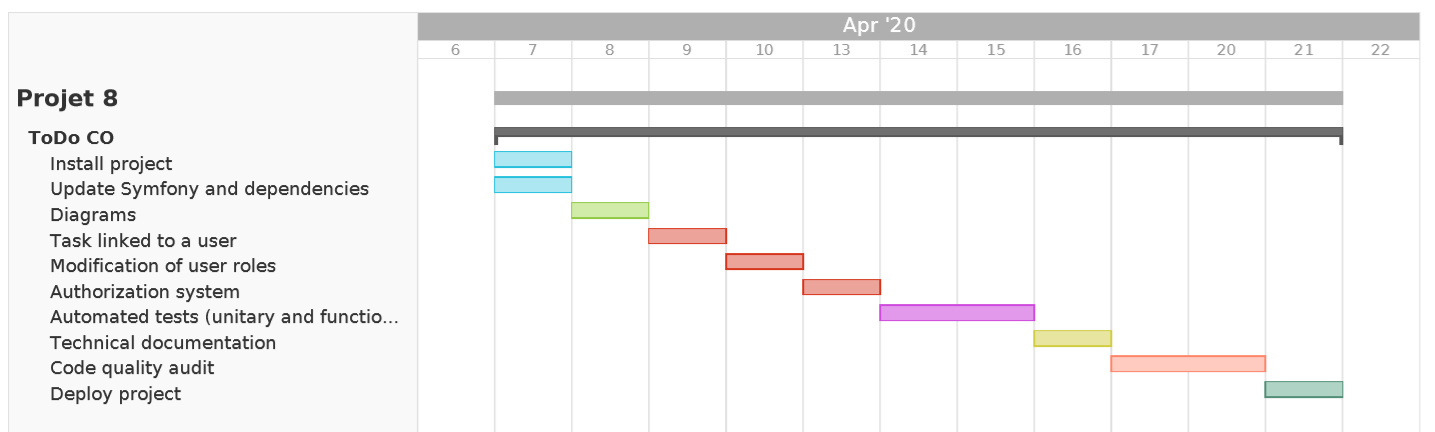 Apr '20
6 7 8 9 10 13 14 15 16 17 20 21 22
Projet 8
ToDo CO
Install project
Update Symfony and dependencies
Diagrams
Task linked to a user
Modification of user roles
Authorization system
Automated tests (unitary and functio...
Technical documentation
Code quality audit
Deploy project